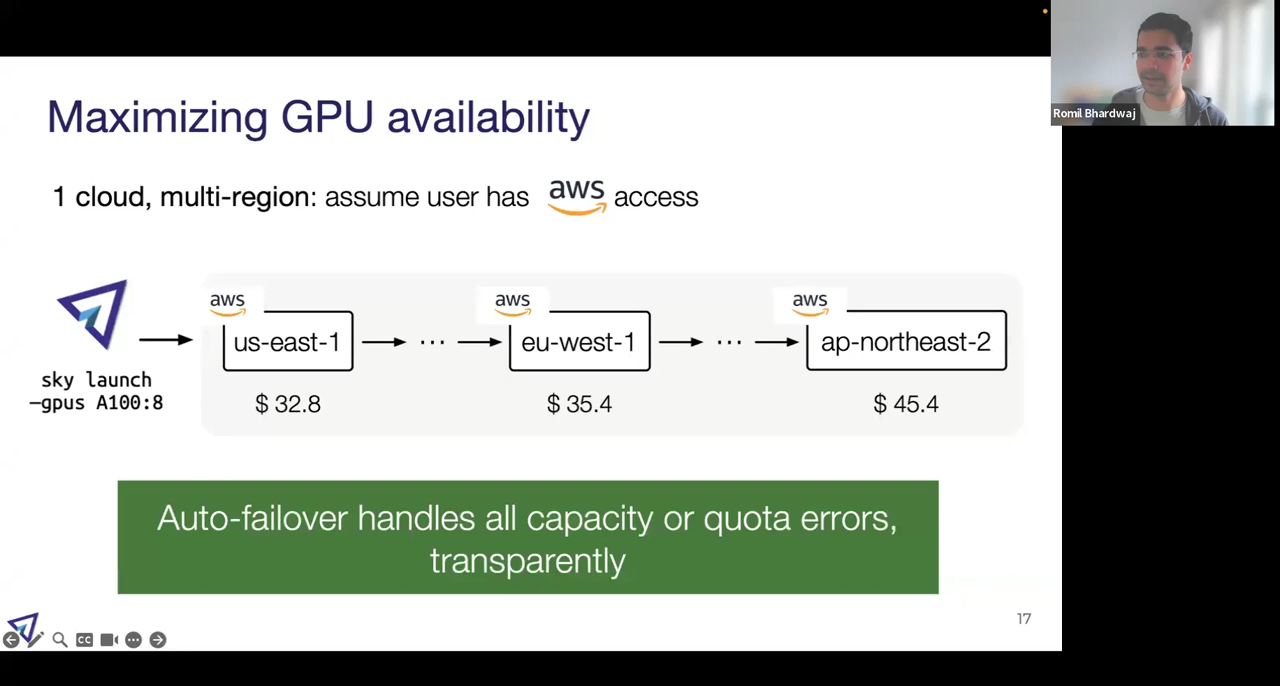 Romil Bhardwaj
Maximizing GPU availability
1 cloud, multi-region: assume user has aws access
aws
aws
aws
us-east-1
...
eu-west-1
...
ap-northeast-2
sky launch
–gpus A100:8
$ 32.8
$ 35.4
$ 45.4
Auto-failover handles all capacity or quota errors,
transparently
17
CC